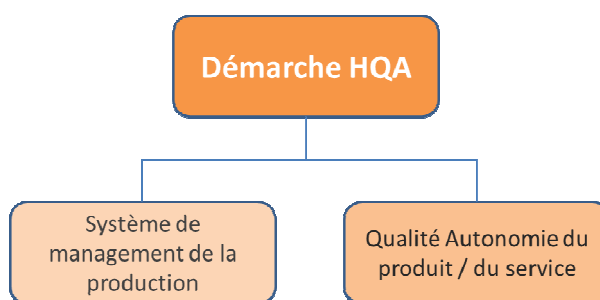 Démarche HQA
Système de
management de la
production
Qualité Autonomie du
produit / du service